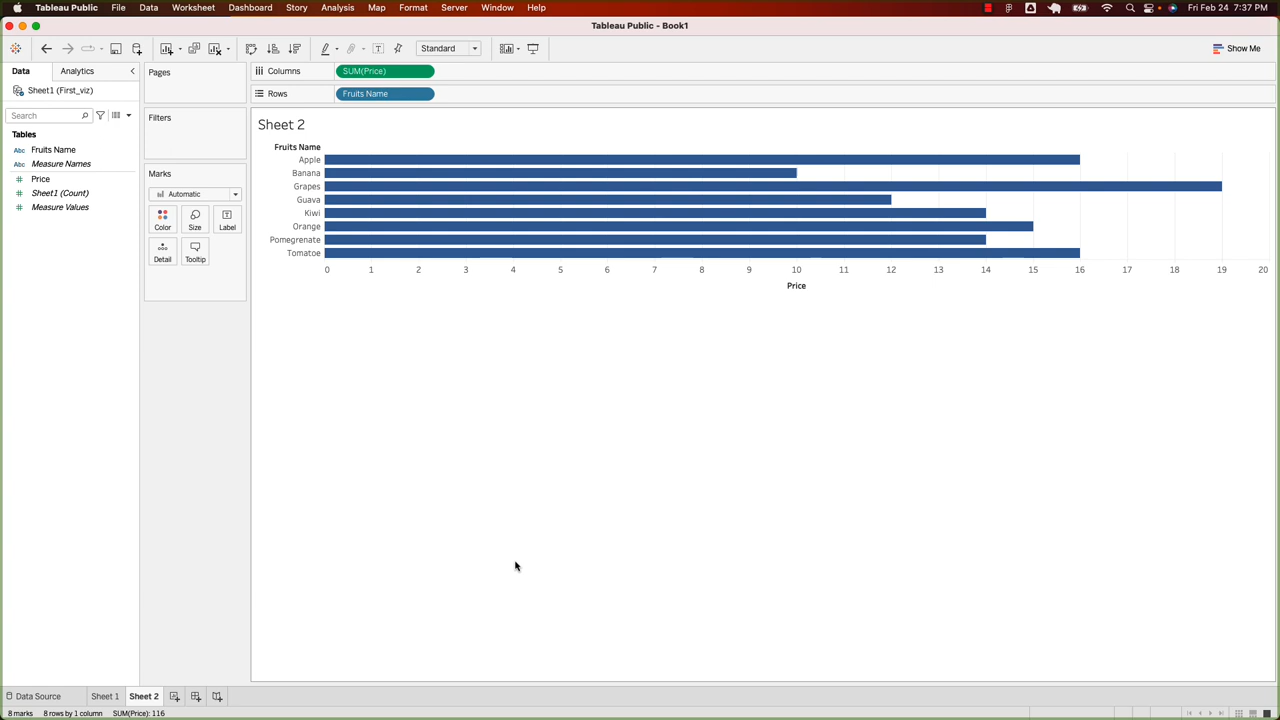 Tableau Public File Data Worksheet Dashboard Story Analysis Map Format Server Window Help Fri Feb 24 7:37 PM
Tableau Public - Book1
Standard Show Me
Data Analytics Pages Columns SUM(Price)
Sheet1 (First_viz) Rows Fruits Name
Search Filters
Tables
Abc Fruits Name
Abc Measure Names
Price
Sheet1 (Count)
Measure Values
Marks
Automatic
Color Size Label
Detail Tooltip
Sheet 2
Fruits Name
Apple
Banana
Grapes
Guava
Kiwi
Orange
Pomegrenate
Tomatoe
0 1 2 3 4 5 6 7 8 9 10 11 12 13 14 15 16 17 18 19 20
Price
Data Source Sheet 1 Sheet 2
8 marks 8 rows by 1 column SUM(Price): 116